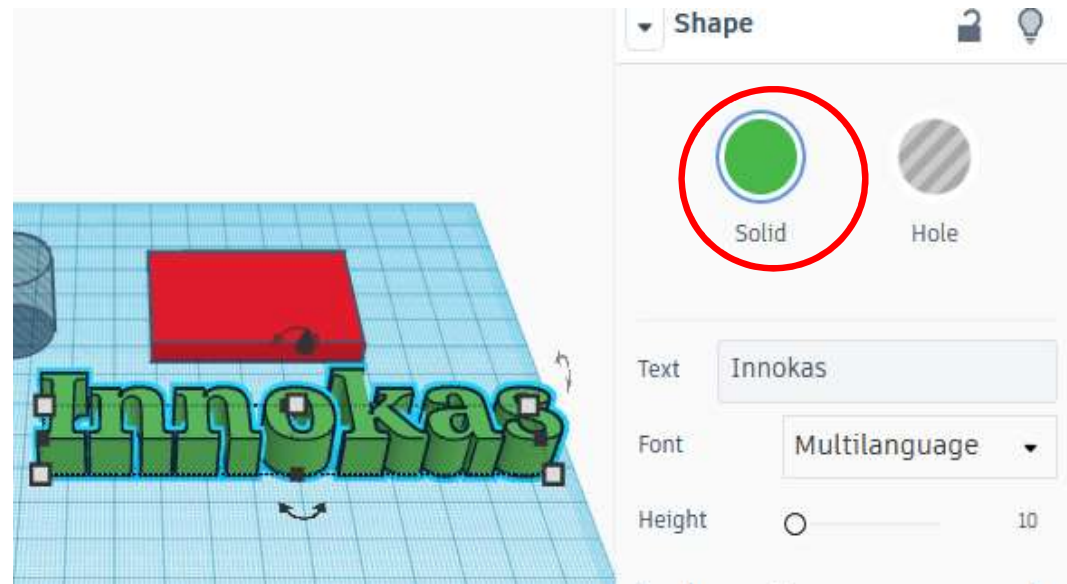 Shape
Solid
Hole
Text
Innokas
Font
Multilanguage
Height
10
Innokas